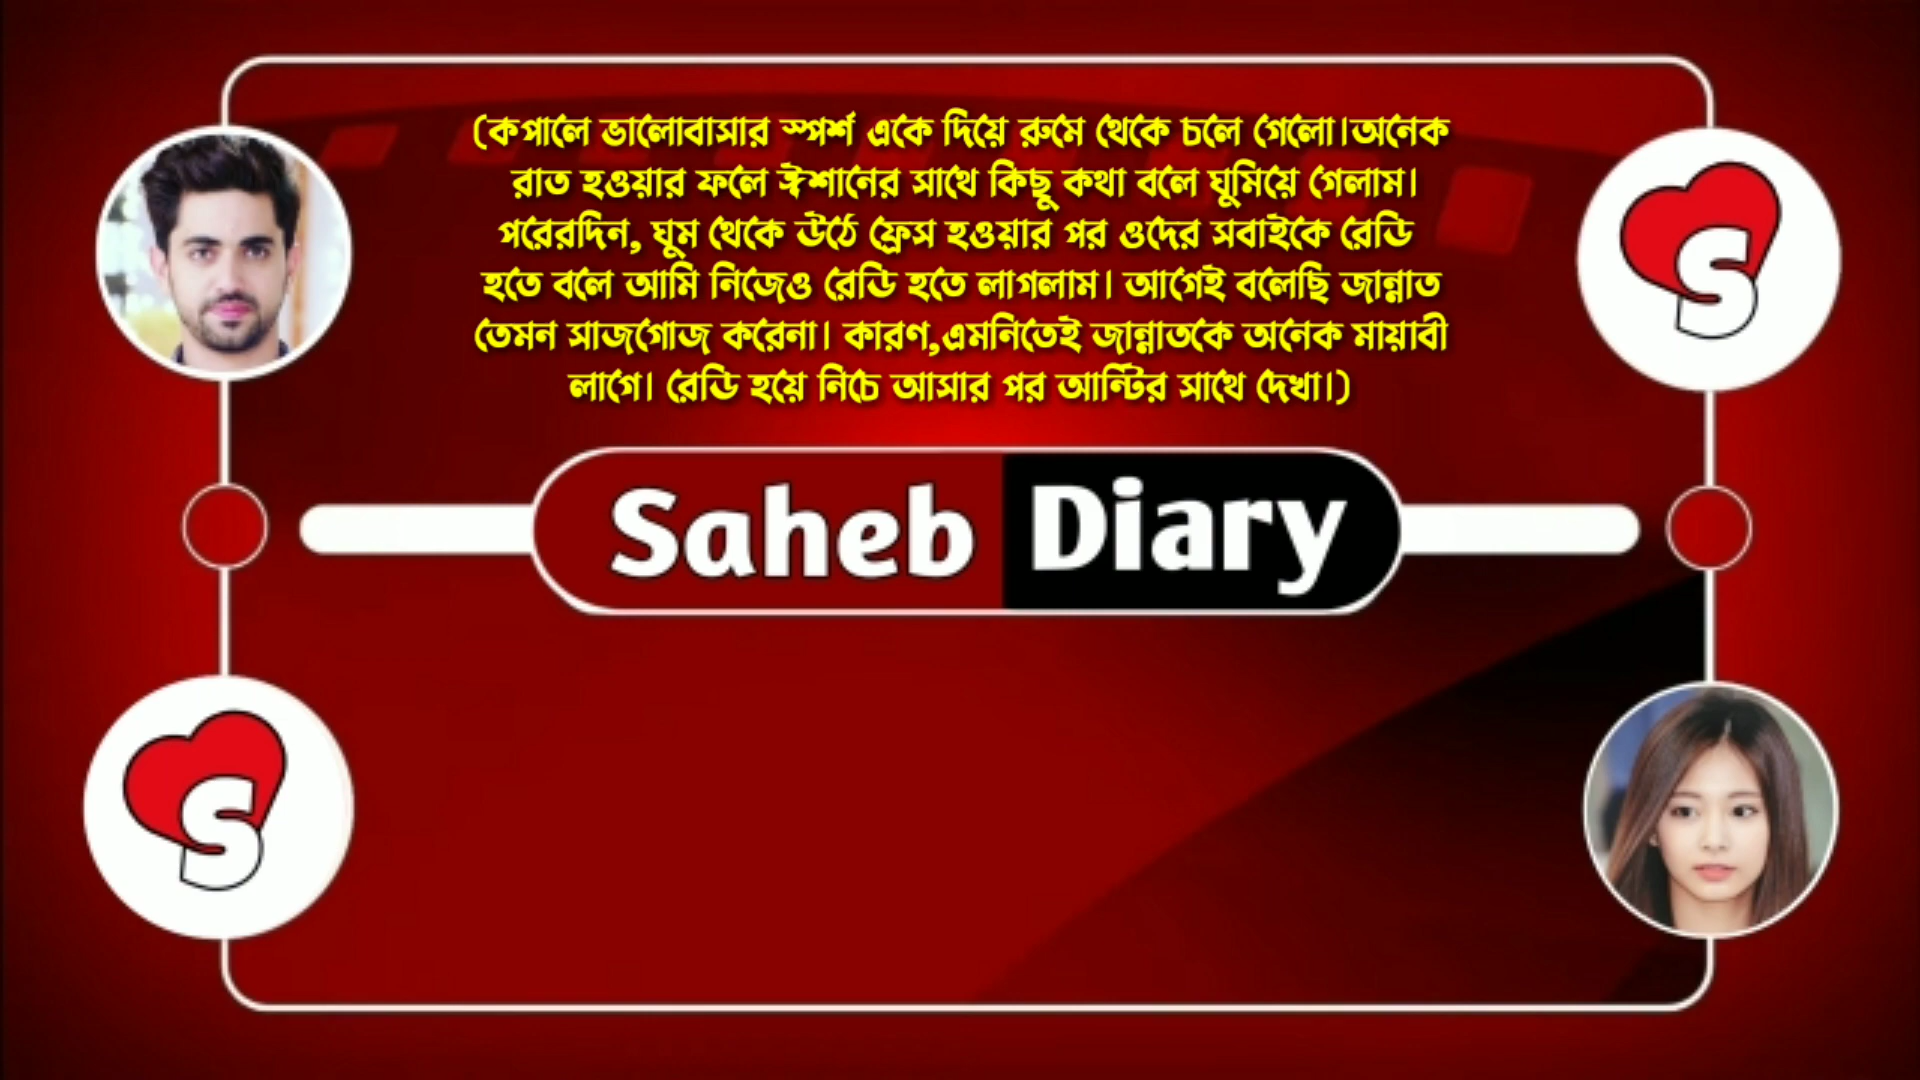 (কপালে ভালোবাসার স্পর্শ একে দিয়ে রুমে থেকে চলে গেলো।অনেক
রাত হওয়ার ফলে ঈশানের সাথে কিছু কথা বলে ঘুমিয়ে গেলাম।
পরেরদিন, ঘুম থেকে উঠে ফ্রেস হওয়ার পর ওদের সবাইকে রেডি
হতে বলে আমি নিজেও রেডি হতে লাগলাম। আগেই বলেছি জান্নাত
তেমন সাজগোজ করেনা। কারণ,এমনিতেই জান্নাতকে অনেক মায়াবী
লাগে। রেডি হয়ে নিচে আসার পর আন্টির সাথে দেখা।)
S
Saheb Diary
S